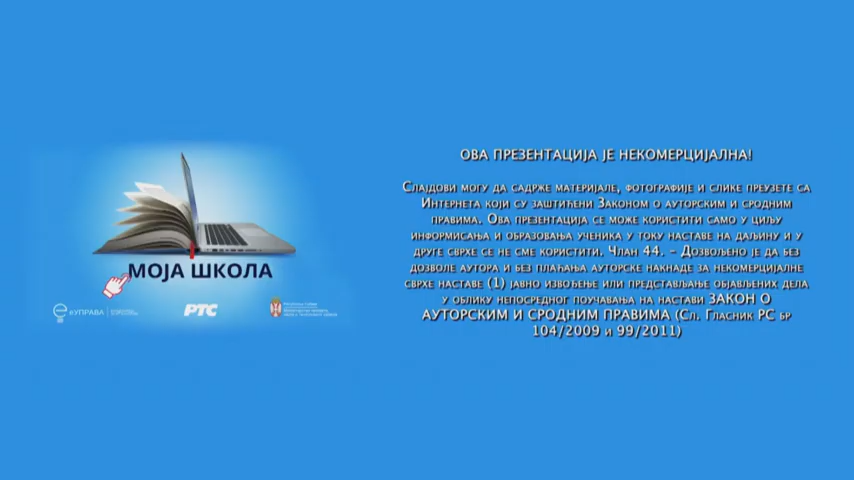 МОЈА ШКОЛА
еУПРАВА
РТС
ОВА ПРЕЗЕНТАЦИЈА ЈЕ НЕКОМЕРЦИЈАЛНА!
Слајдови могу да садрже материјале, фотографије и слике преузете са
Интернета који су заштићени Законом о ауторским и сродним
правима. Ова презентација се може користити само у циљу
информисања и образовања ученика у току наставе на даљину и у
друге сврхе се не сме користити. Члан 44. – Дозвољено је да без
дозволе аутора и без плаћања ауторске накнаде за некомерцијалне
сврхе наставе (1) јавно извођење или представљање објављених дела
у облику непосредног поучавања на настави ЗАКОН О
АУТОРСКИМ И СРОДНИМ ПРАВИМА (Сл. Гласник РС бр
104/2009 и 99/2011)